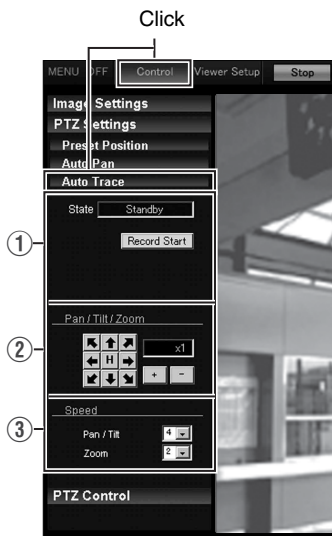 Click
MENU OFF Control Viewer Setup Stop
Image Settings
PTZ Settings
Preset Position
Auto Pan
Auto Trace
① State Standby
Record Start
② Pan / Tilt / Zoom
H x1
+ -
③ Speed
Pan / Tilt 4
Zoom 2
PTZ Control